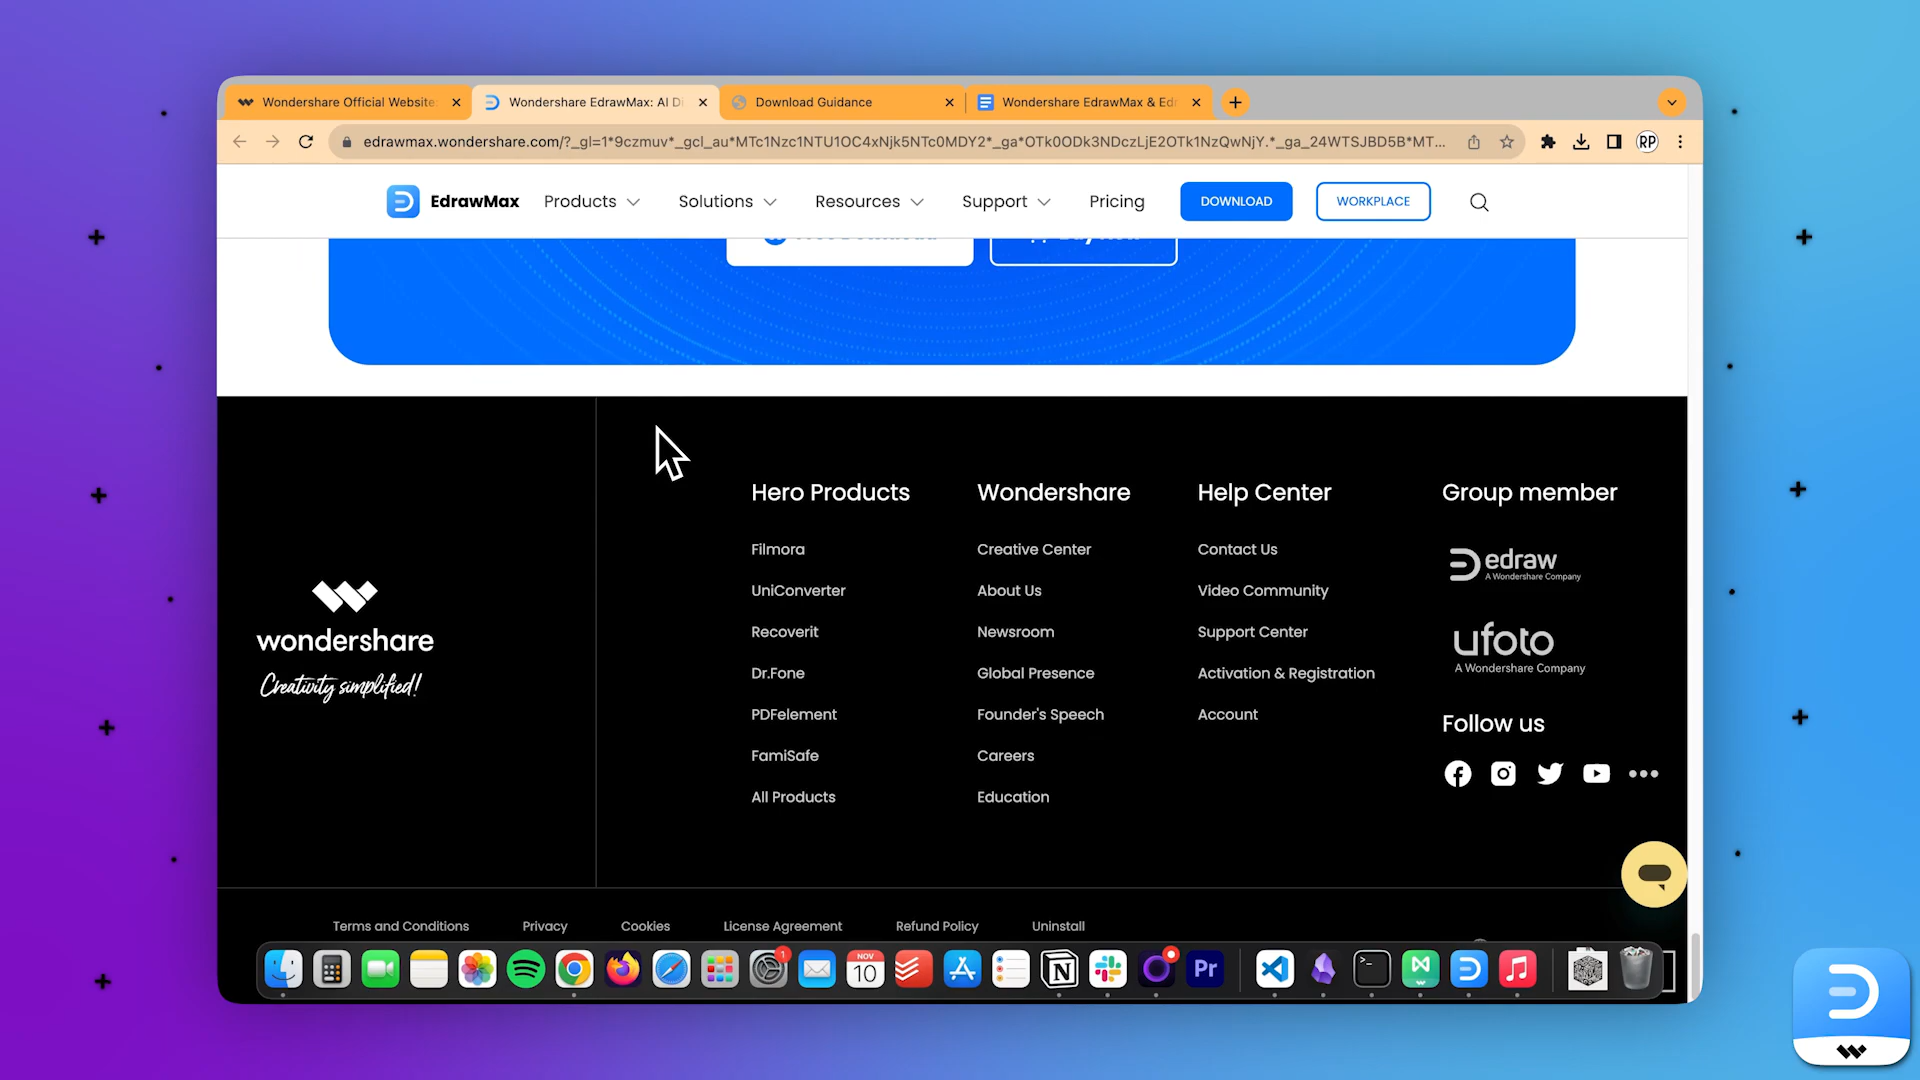 Wondershare Official Website
Wondershare EdrawMax: AI Di
Download Guidance
Wondershare EdrawMax & Ed
edrawmax.wondershare.com/?_gl=1*9czmuv*_gcl_au*MTc1Nzc1NTU1OC4xNjk5NTc0MDY2*_ga*OTk0ODk3NDczLjE2OTk1NzQwNjY.*_ga_24WTSJBD5B*MT...
RP
EdrawMax
Products
Solutions
Resources
Support
Pricing
DOWNLOAD
WORKPLACE
Hero Products
Filmora
UniConverter
Recoverit
Dr.Fone
PDFelement
FamiSafe
All Products
Wondershare
Creative Center
About Us
Newsroom
Global Presence
Founder's Speech
Careers
Education
Help Center
Contact Us
Video Community
Support Center
Activation & Registration
Account
Group member
edraw
A Wondershare Company
ufoto
A Wondershare Company
Follow us
wondershare
Creativity simplified!
Terms and Conditions
Privacy
Cookies
License Agreement
Refund Policy
Uninstall
1
NOV
10
Pr